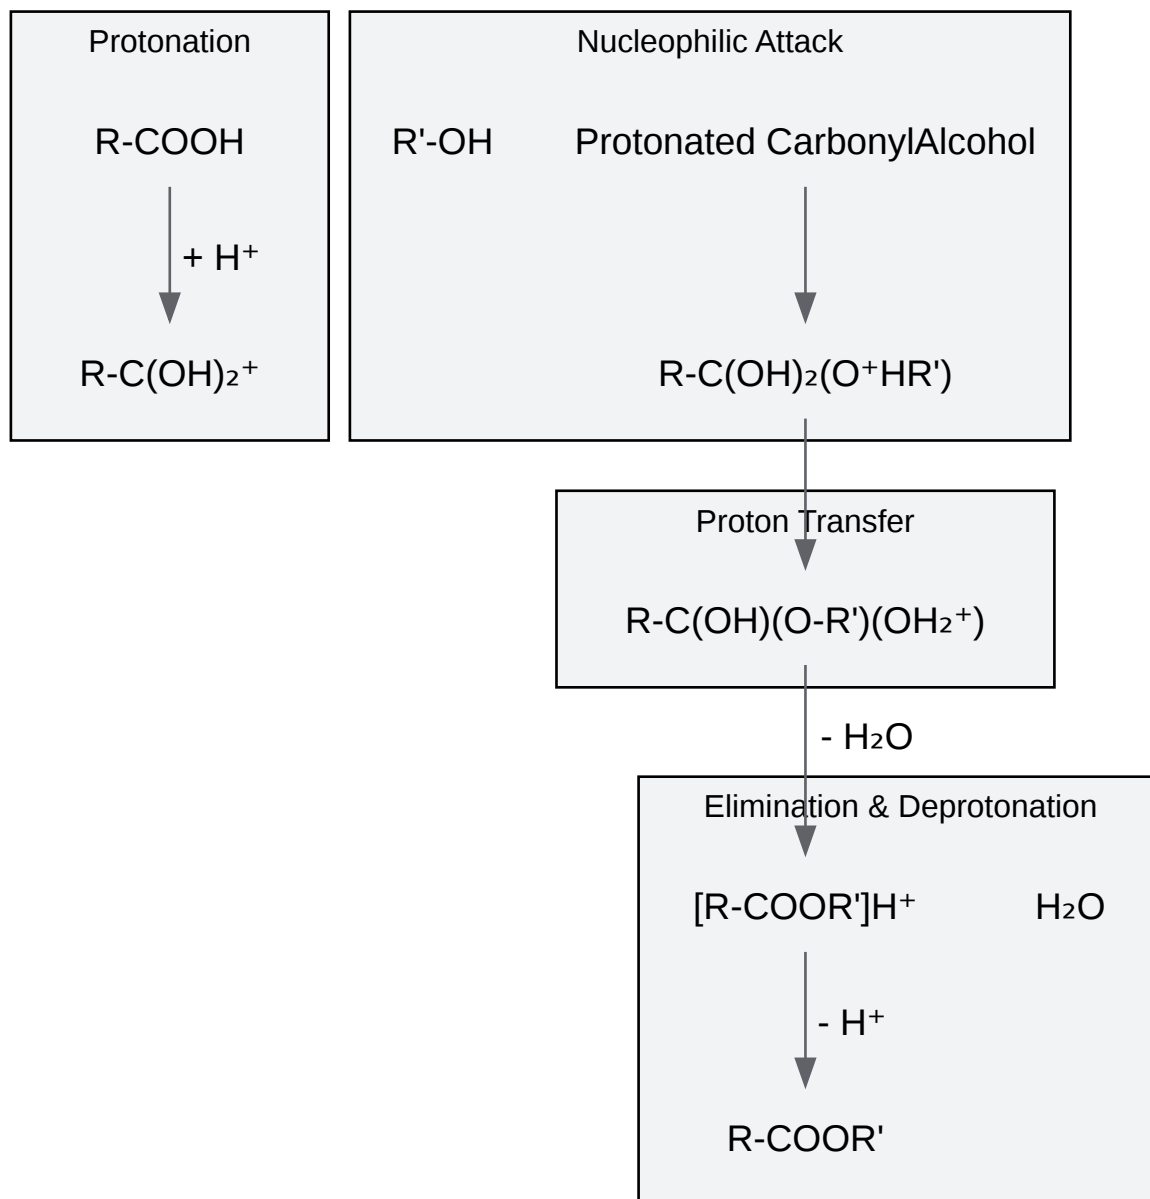 Protonation
R-COOH
+ H⁺
R-C(OH)₂⁺
Nucleophilic Attack
R'-OH
Protonated CarbonylAlcohol
R-C(OH)₂(O⁺HR')
Proton Transfer
R-C(OH)(O-R')(OH₂⁺)
- H₂O
Elimination & Deprotonation
[R-COOR']H⁺
H₂O
- H⁺
R-COOR'